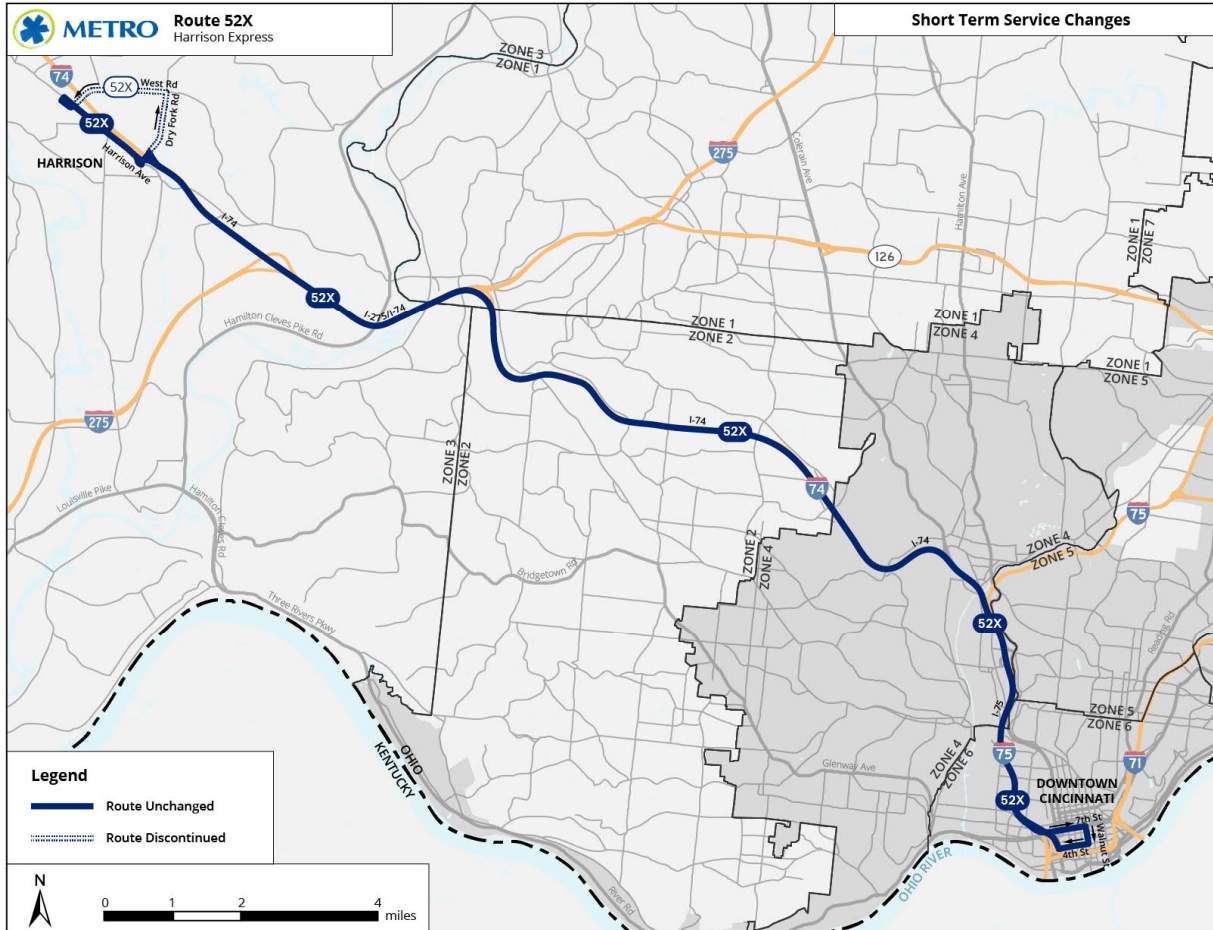 METRO
Route 52X
Harrison Express
Short Term Service Changes
ZONE 3
ZONE 1
74
52X
West Rd
Dry Fork Rd
52X
HARRISON
Harrison Ave
I-74
Colerain Ave
Hamilton Ave
275
126
ZONE 1
ZONE 7
52X
I-275/I-74
Hamilton Cleves Pike Rd
ZONE 1
ZONE 2
ZONE 1
ZONE 4
ZONE 1
ZONE 5
275
I-74
52X
ZONE 3
ZONE 2
74
Louisville Pike
Hamilton Cleves Rd
75
ZONE 2
ZONE 4
I-74
ZONE 4
ZONE 5
Bridgetown Rd
Three Rivers Pkwy
52X
Reading Rd
I-75
ZONE 5
ZONE 6
OHIO
KENTUCKY
Glenway Ave
ZONE 4
ZONE 6
75
71
DOWNTOWN
CINCINNATI
52X
7th St
Walnut St
4th St
OHIO RIVER
River Rd
Legend
Route Unchanged
Route Discontinued
N
0 1 2 4
miles